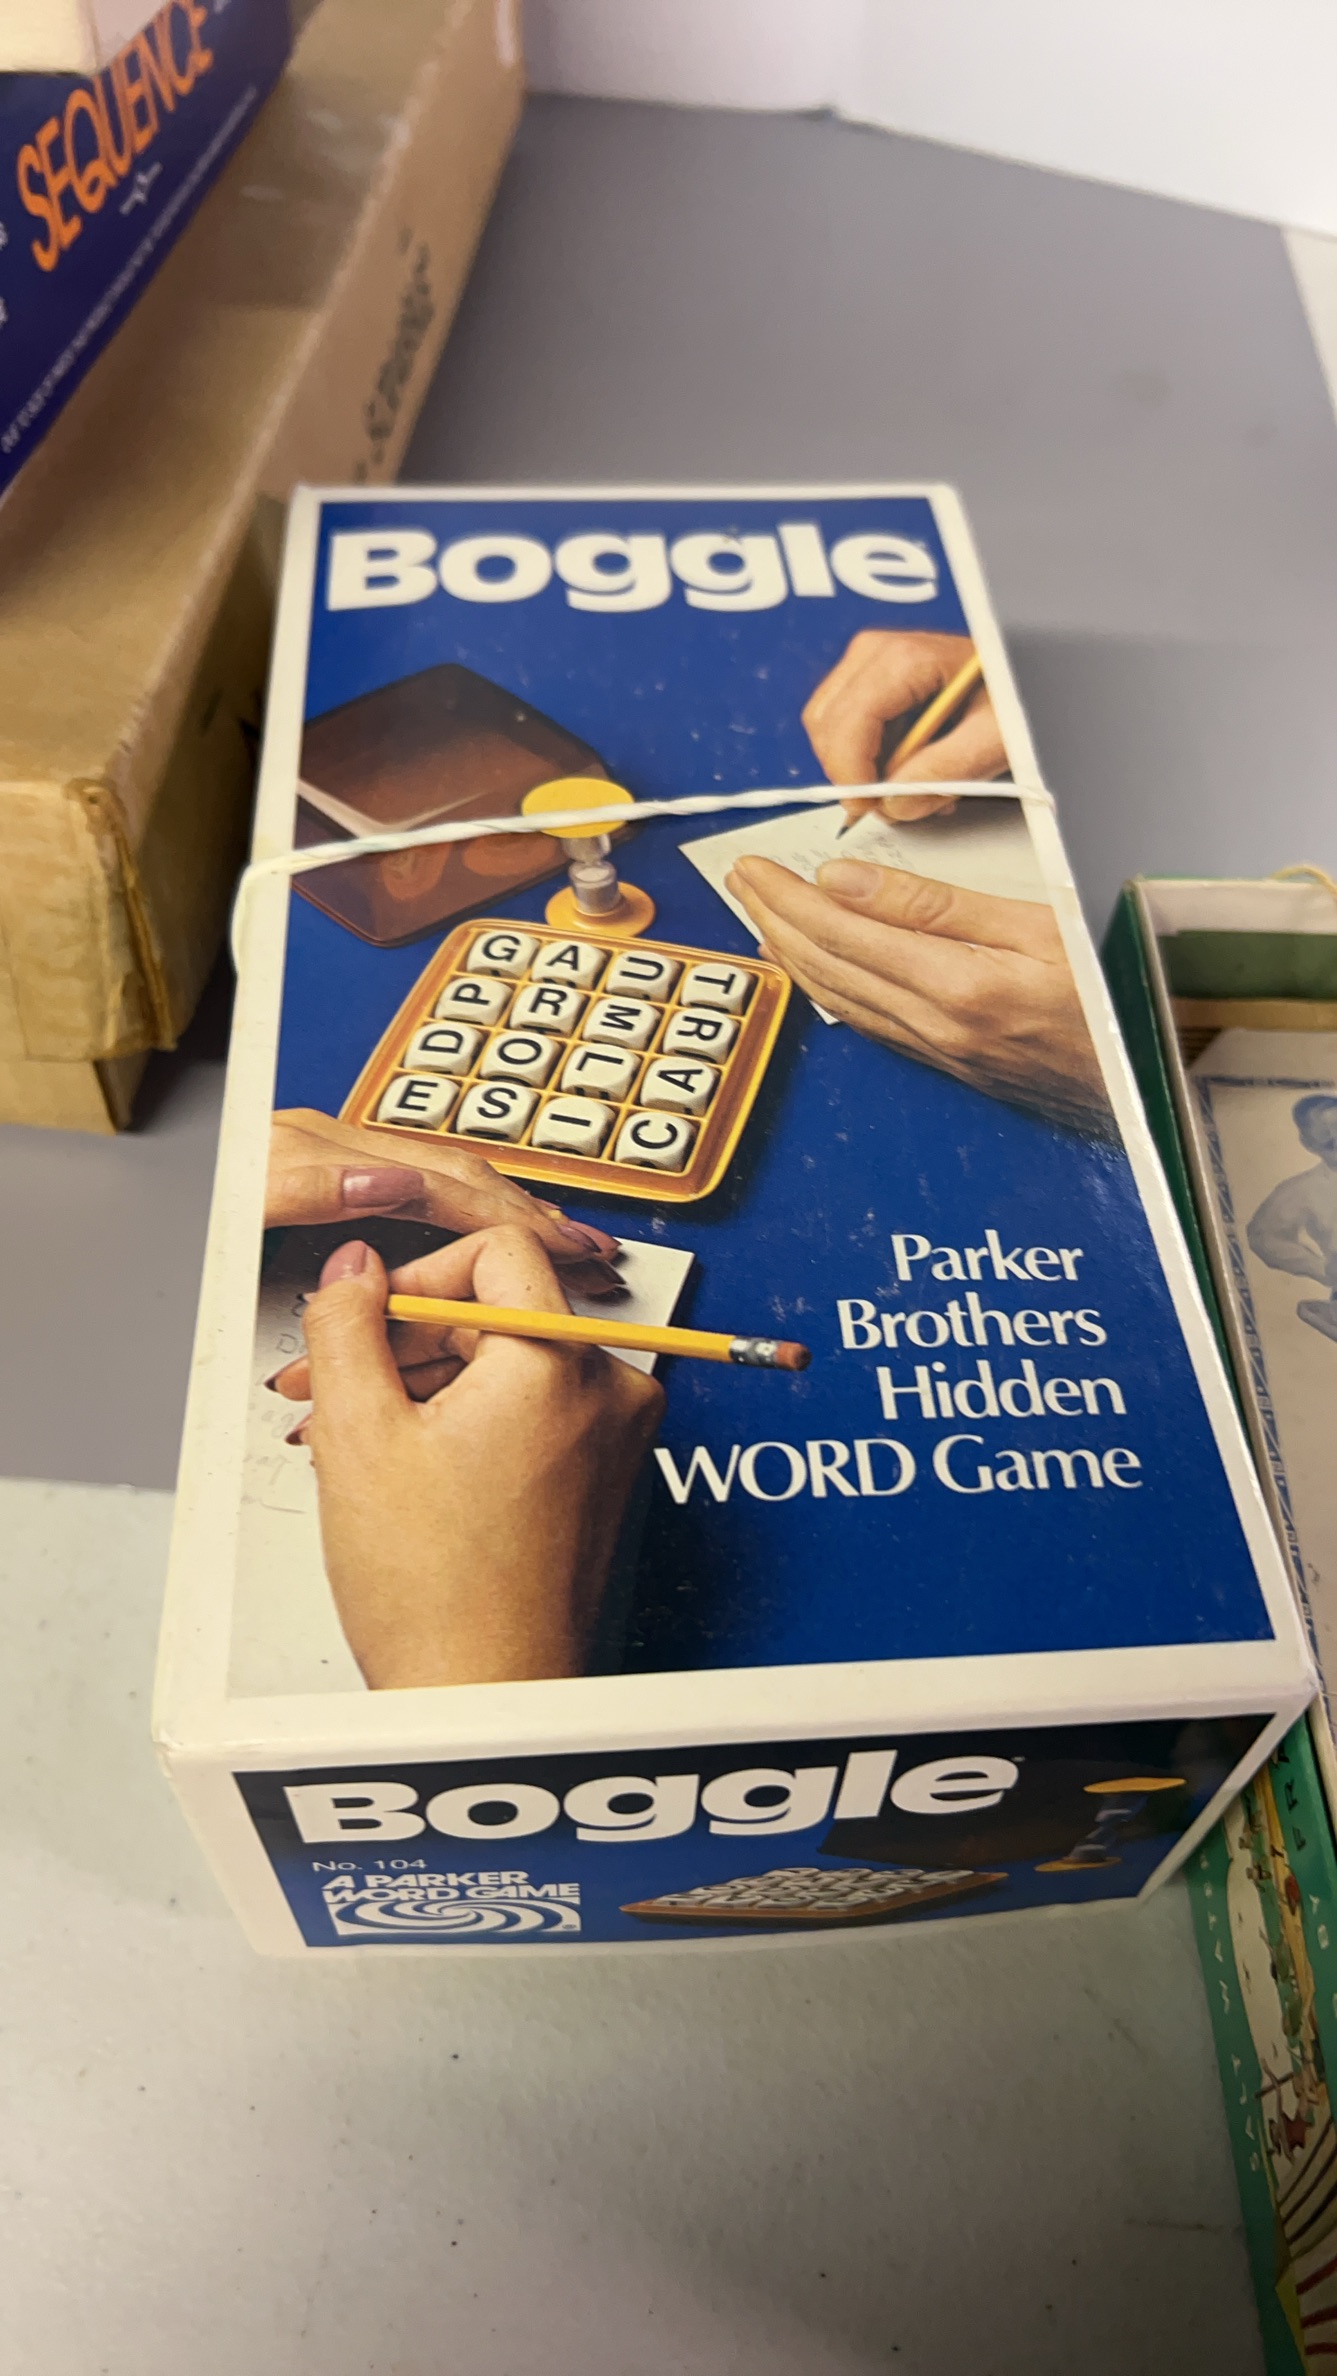 SEQUENCE
Boggle
G A U T
P R M R
D O L A
E S I C
Parker
Brothers
Hidden
WORD Game
Boggle
No. 104
A PARKER
WORD GAME